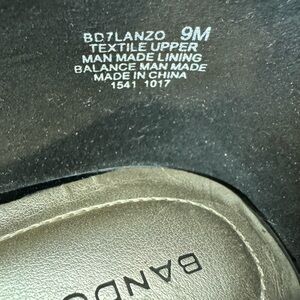 BD7LANZO 9M
TEXTILE UPPER
MAN MADE LINING
BALANCE MAN MADE
MADE IN CHINA
1541 1017
BANDO